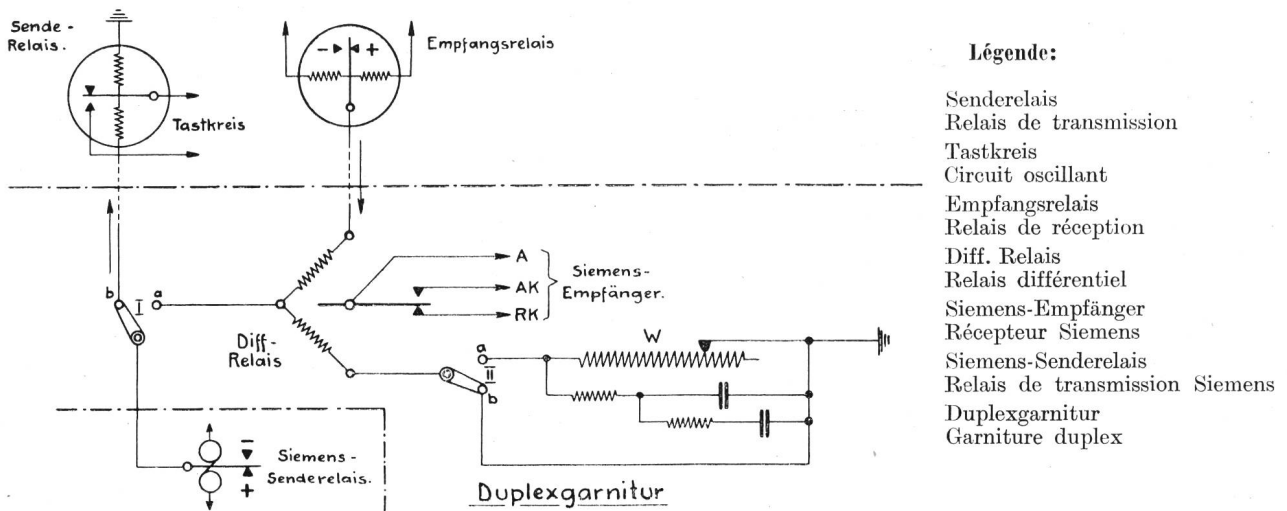 Sende-
Relais.
Tastkreis
- +
Empfangsrelais
b
I
a
A
AK
RK
Siemens-
Empfänger.
Diff-
Relais
a
II
b
W
Siemens-
Senderelais.
-
+
Duplexgarnitur
Légende:
Senderelais
Relais de transmission
Tastkreis
Circuit oscillant
Empfangsrelais
Relais de réception
Diff. Relais
Relais différentiel
Siemens-Empfänger
Récepteur Siemens
Siemens-Senderelais
Relais de transmission Siemens
Duplexgarnitur
Garniture duplex